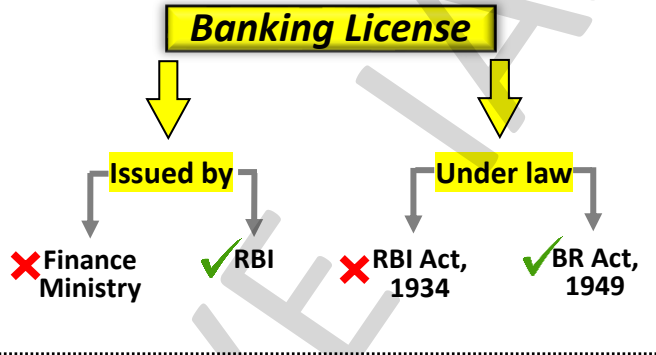 Banking License
Issued by
Under law
Finance
Ministry
RBI
RBI Act,
1934
BR Act,
1949